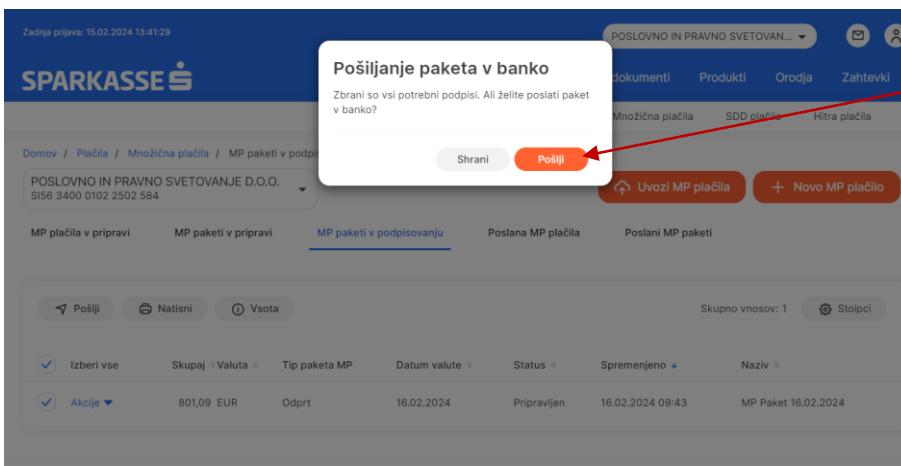 Zadnja prijava: 15.02.2024 13:41:29
POSLOVNO IN PRAVNO SVETOVAN...
SPARKASSE
dokumenti Produkti Orodja Zahtevki
Pošiljanje paketa v banko
Zbrani so vsi potrebni podpisi. Ali želite poslati paket
v banko?
Shrani Pošlji
Množična plačila SDD plačila Hitra plačila
Domov / Plačila / Množična plačila / MP paketi v
POSLOVNO IN PRAVNO SVETOVANJE D.O.O.
SI56 3400 0102 2502 584
Uvozi MP plačila + Novo MP plačilo
MP plačila v pripravi MP paketi v pripravi MP paketi v podpisovanju Poslana MP plačila Poslani MP paketi
Pošlji Natisni Vsota Skupno vnosov: 1 Stolpci
Izberi vse Skupaj Valuta Tip paketa MP Datum valute Status Spremenjeno Naziv
Akcije 801,09 EUR Odprt 16.02.2024 Pripravljen 16.02.2024 09:43 MP Paket 16.02.2024